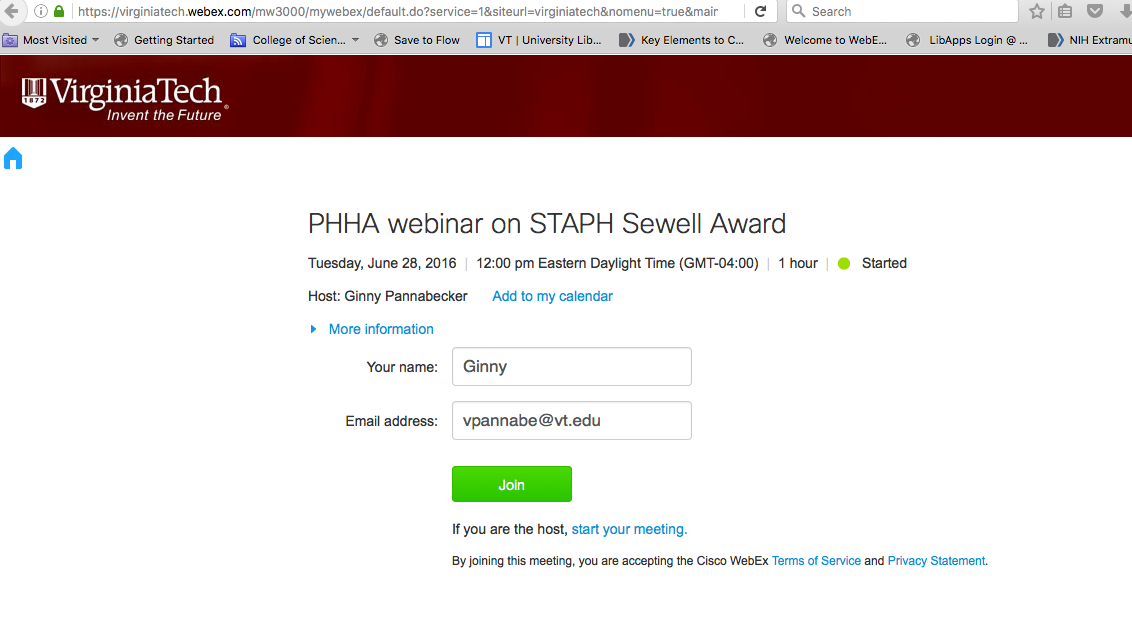 https://virginiatech.webex.com/mw3000/mywebex/default.do?service=1&siteurl=virginiatech&nomenu=true&main Search
Most Visited Getting Started College of Scien... Save to Flow VT | University Lib... Key Elements to C... Welcome to WebE... LibApps Login @ ... NIH Extramu
1872 VirginiaTech
Invent the Future®
PHHA webinar on STAPH Sewell Award
Tuesday, June 28, 2016 | 12:00 pm Eastern Daylight Time (GMT-04:00) | 1 hour | Started
Host: Ginny Pannabecker Add to my calendar
More information
Your name: Ginny
Email address: vpannabe@vt.edu
Join
If you are the host, start your meeting.
By joining this meeting, you are accepting the Cisco WebEx Terms of Service and Privacy Statement.